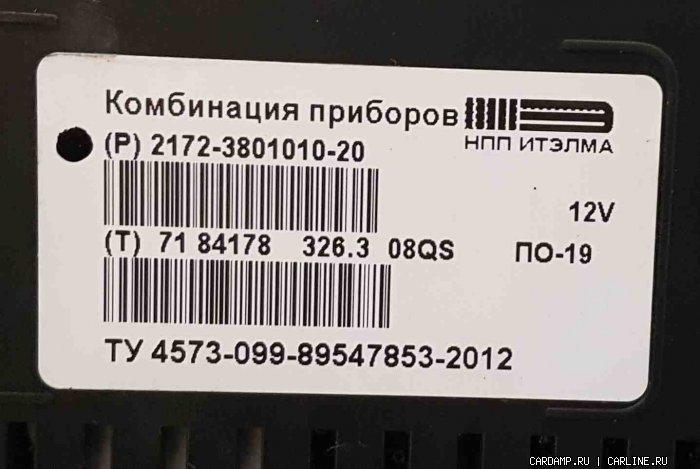 Комбинация приборов
НПП ИТЭЛМА
(P) 2172-3801010-20
12V
(T) 71 84178 326.3 08QS ПО-19
ТУ 4573-099-89547853-2012
CARDAMP.RU | CARLINE.RU